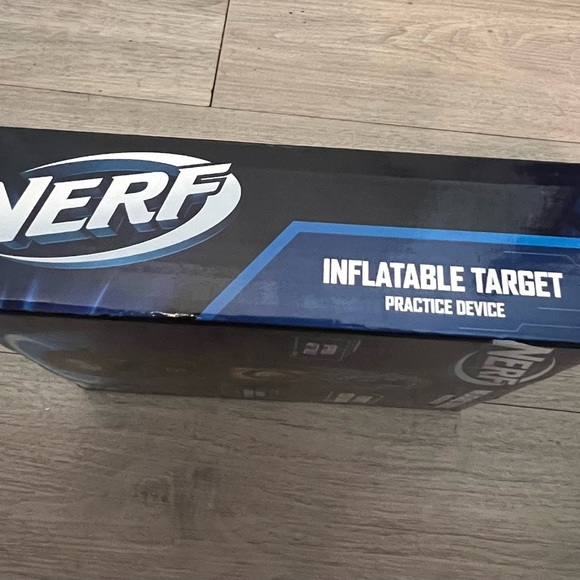 NERF
INFLATABLE TARGET
PRACTICE DEVICE
NERF